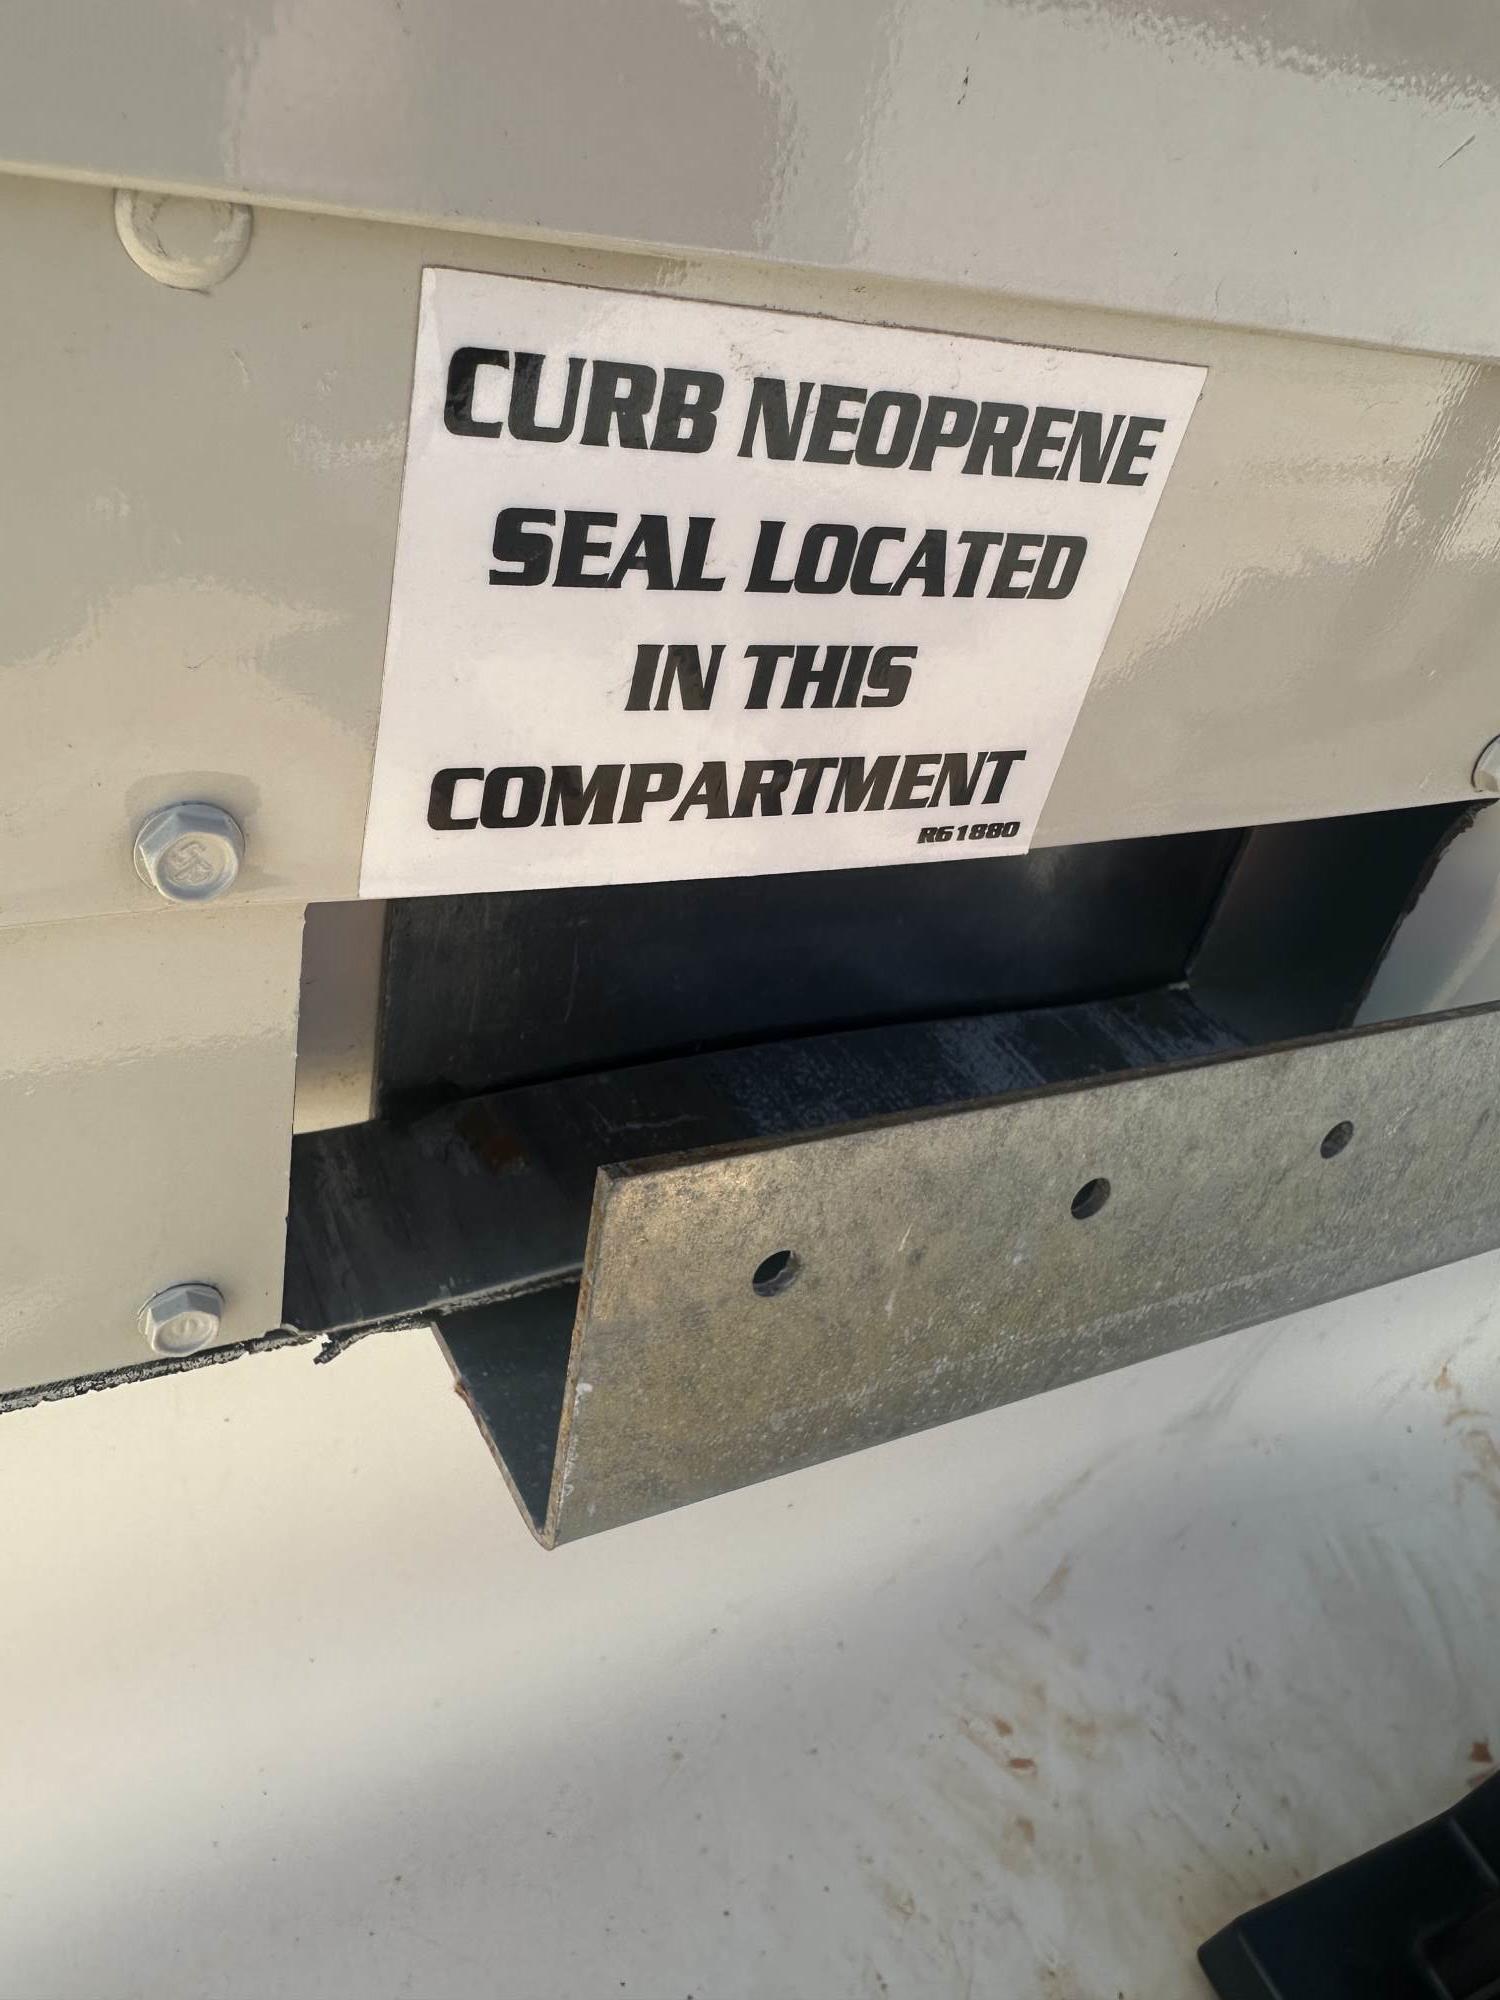 CURB NEOPRENE
SEAL LOCATED
IN THIS
COMPARTMENT
R61880